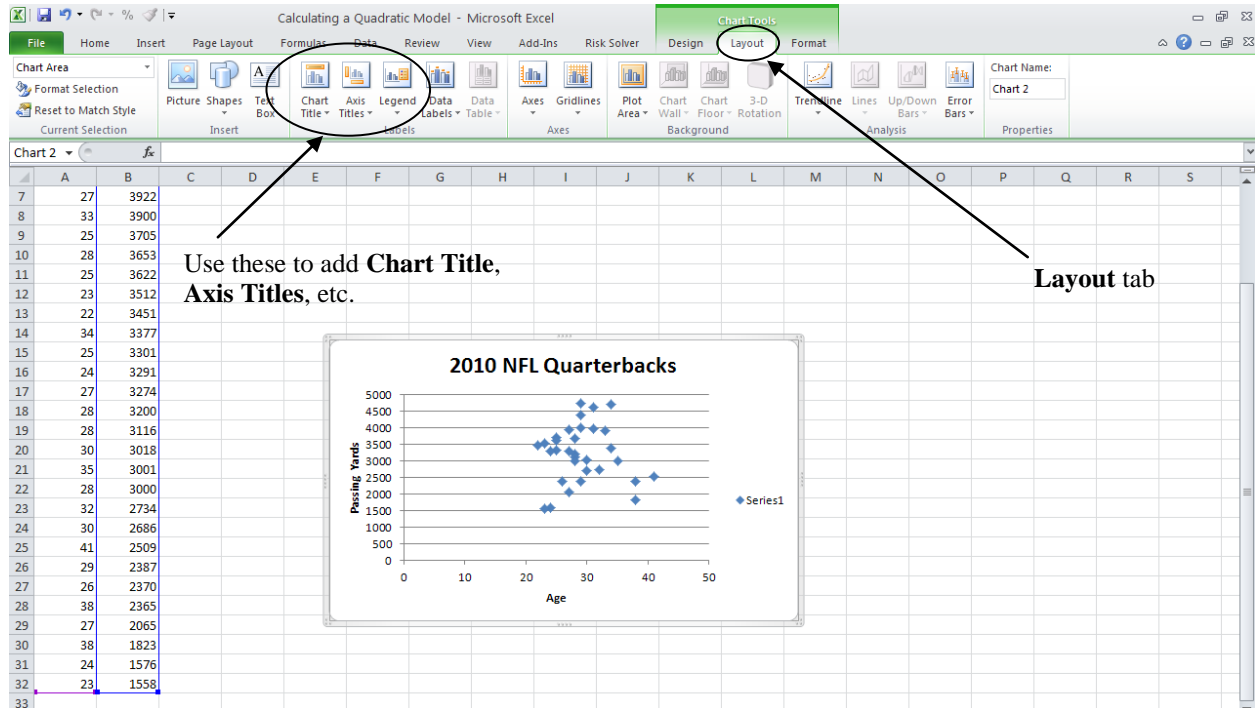 Calculating a Quadratic Model - Microsoft Excel
Chart Tools
File Home Insert Page Layout Formulas Data Review View Add-Ins Risk Solver Design Layout Format
Chart Area
Format Selection
Reset to Match Style
Current Selection
Picture Shapes Text Box
Insert
Chart Title Axis Titles Legend Data Labels Data Table
Labels
Axes Gridlines
Axes
Plot Area Chart Wall Chart Floor 3-D Rotation
Background
Trendline Lines Up/Down Bars Error Bars
Analysis
Chart Name:
Chart 2
Properties
Chart 2 fx
A B C D E F G H I J K L M N O P Q R S
7 27 3922
8 33 3900
9 25 3705
10 28 3653
11 25 3622
12 23 3512
13 22 3451
14 34 3377
15 25 3301
16 24 3291
17 27 3274
18 28 3200
19 28 3116
20 30 3018
21 35 3001
22 28 3000
23 32 2734
24 30 2686
25 41 2509
26 29 2387
27 26 2370
28 38 2365
29 27 2065
30 38 1823
31 24 1576
32 23 1558
33
Use these to add Chart Title,
Axis Titles, etc.
Layout tab
2010 NFL Quarterbacks
Passing Yards
5000
4500
4000
3500
3000
2500
2000
1500
1000
500
0
0 10 20 30 40 50
Age
Series1